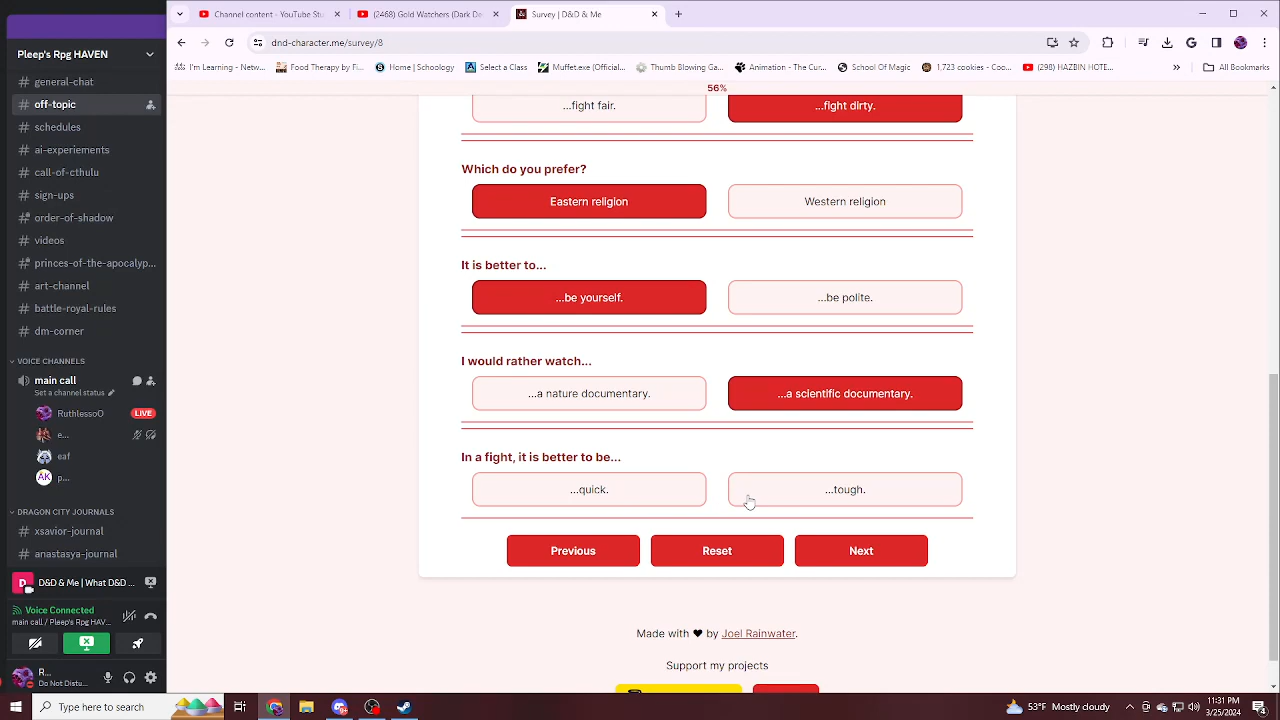 Channel content - YouTube Stu
(2468) Gold Watchers (Dark De
Survey | D&D & Me
dnd-character.me/survey/8
I'm Learning - Netw...
Food Therapy by Fi...
Home | Schoology
Select a Class
Muffet.exe (Official...
Thumb Blowing Ga...
Animation - The Cur...
School Of Magic
1,723 cookies - Coo...
(298) HAZBIN HOTE...
All Bookmarks
Pleep's Rpg HAVEN
general-chat
off-topic
schedules
ai-experiements
call-of-cthulu
sign-ups
order-of-shadow
videos
princes-of-the-apocalyp...
art-channel
battle-royal-rules
dm-corner
VOICE CHANNELS
main call
Set a channel status
RuthlessoO
LIVE
e...
eaf
AK
p...
DRAGON CITY JOURNALS
xsavior-journal
anastasya-journal
D
D&D & Me | What D&D ...
Voice Connected
main call / Pleep's Rpg HAV...
R...
Do Not Distu...
56%
...fight fair.
...fight dirty.
Which do you prefer?
Eastern religion
Western religion
It is better to...
...be yourself.
...be polite.
I would rather watch...
...a nature documentary.
...a scientific documentary.
In a fight, it is better to be...
...quick.
...tough.
Previous
Reset
Next
Made with ♥ by Joel Rainwater.
Support my projects
Type here to search
53°F Mostly cloudy
11:31 PM
3/25/2024